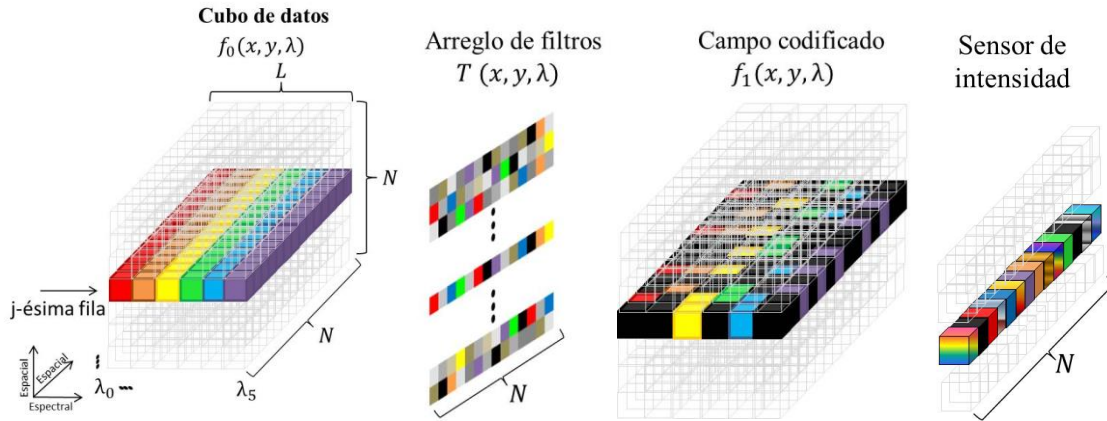 Cubo de datos
f₀(x, y, λ)
L
N
j-ésima fila
N
Espacial
Espacial
Espectral
λ₀
λ₅
Arreglo de filtros
T (x, y, λ)
N
Campo codificado
f₁(x, y, λ)
Sensor de
intensidad
N